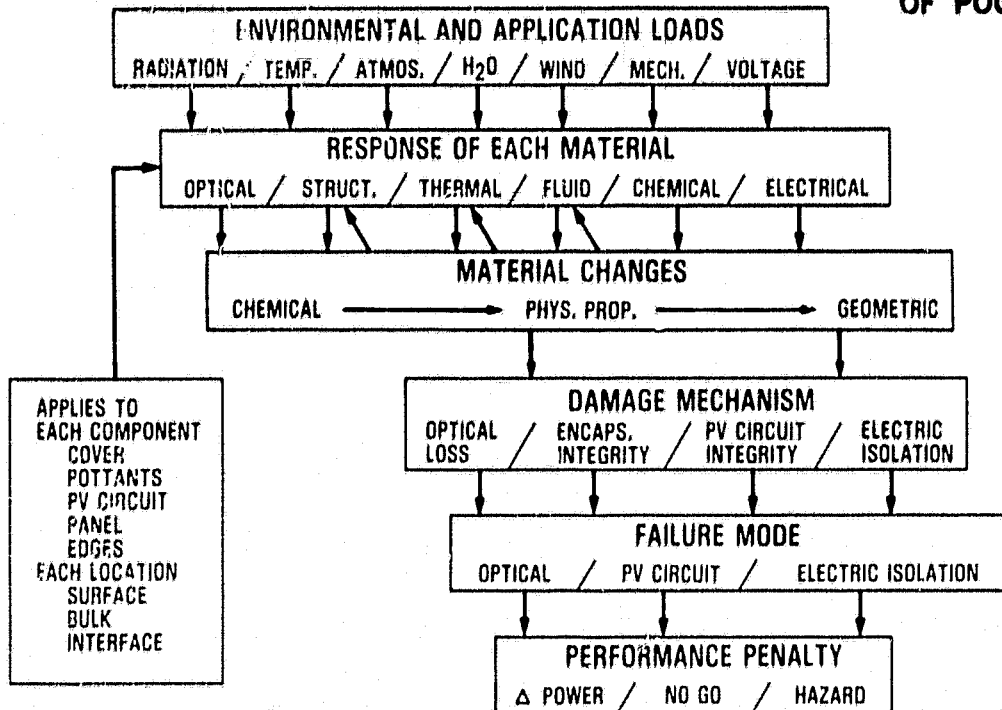 OF POO
ENVIRONMENTAL AND APPLICATION LOADS
RADIATION / TEMP. / ATMOS. / H₂O / WIND / MECH. / VOLTAGE
RESPONSE OF EACH MATERIAL
OPTICAL / STRUCT. / THERMAL / FLUID / CHEMICAL / ELECTRICAL
MATERIAL CHANGES
CHEMICAL PHYS. PROP. GEOMETRIC
APPLIES TO
EACH COMPONENT
COVER
POTTANTS
PV CIRCUIT
PANEL
EDGES
EACH LOCATION
SURFACE
BULK
INTERFACE
DAMAGE MECHANISM
OPTICAL / ENCAPS. / PV CIRCUIT / ELECTRIC
LOSS INTEGRITY INTEGRITY ISOLATION
FAILURE MODE
OPTICAL / PV CIRCUIT / ELECTRIC ISOLATION
PERFORMANCE PENALTY
Δ POWER / NO GO / HAZARD